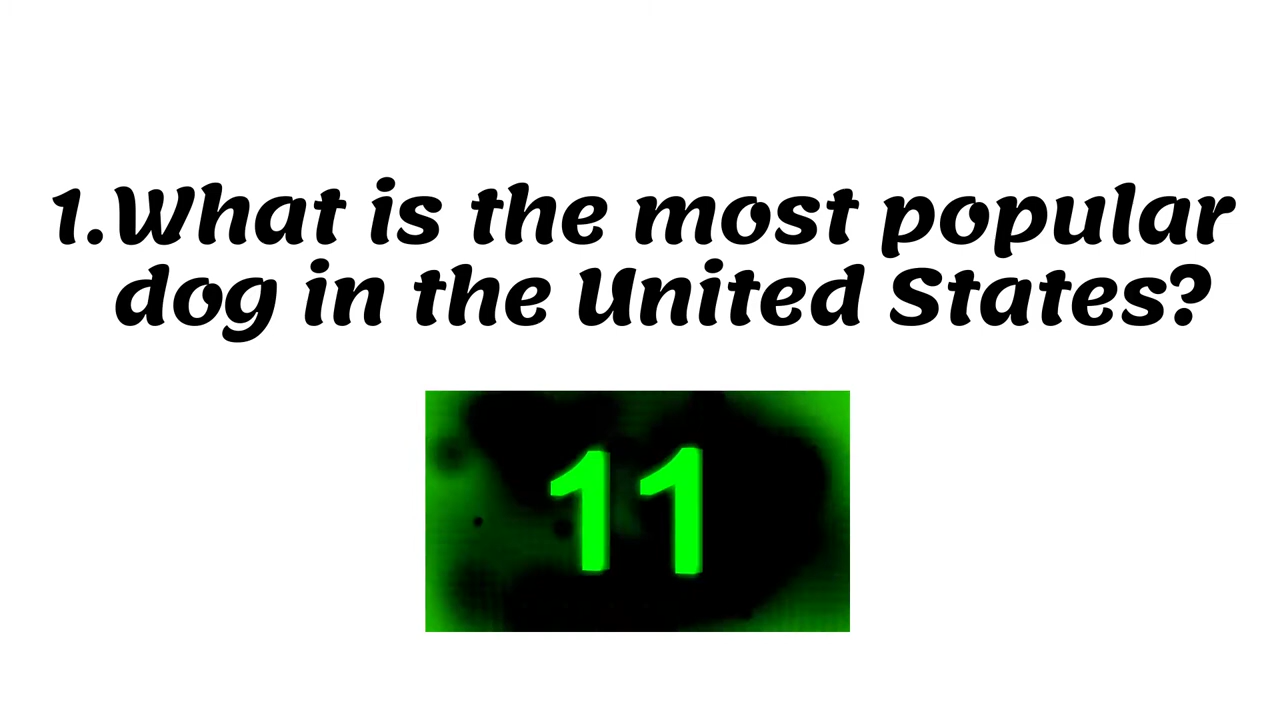 1.What is the most popular
dog in the United States?
11